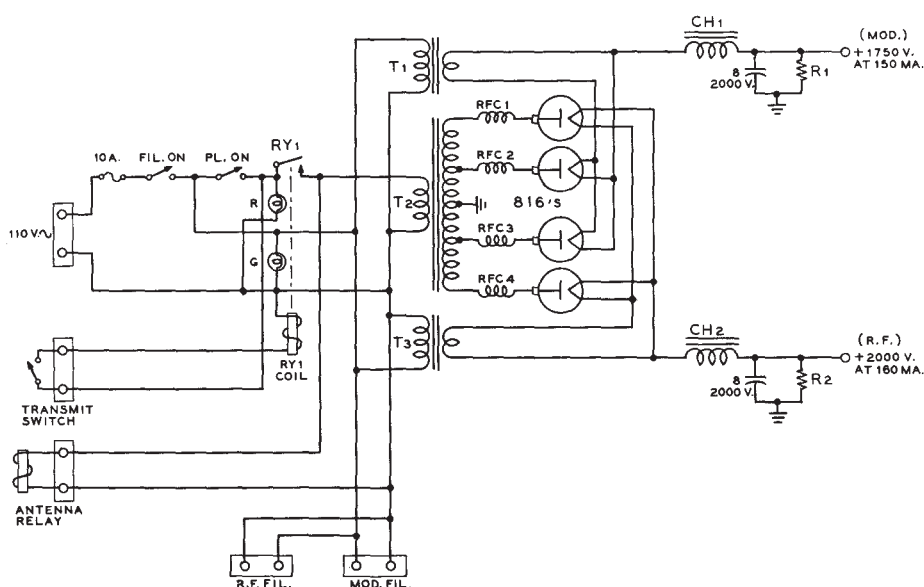 CH1
(MOD.)
+1750 V.
AT 150 MA.
8
2000 V.
R1
T1
RFC 1
RFC 2
816's
RFC 3
RFC 4
10A.
FIL. ON
PL. ON
RY1
R
G
110 V∿
T2
T3
RY1
COIL
CH2
(R.F.)
+2000 V.
AT 160 MA.
8
2000 V.
R2
TRANSMIT
SWITCH
ANTENNA
RELAY
R.F. FIL.
MOD. FIL.